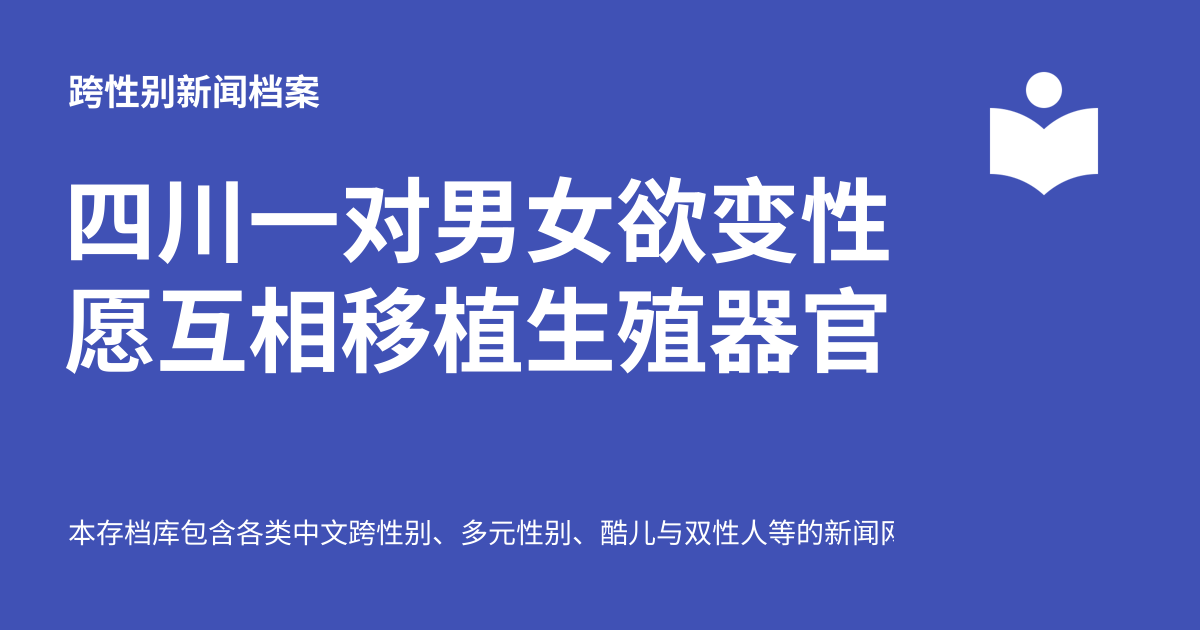 跨性别新闻档案
四川一对男女欲变性
愿互相移植生殖器官
本存档库包含各类中文跨性别、多元性别、酷儿与双性人等的新闻